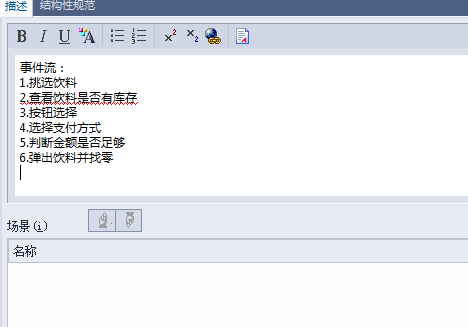 描述 结构性规范
B I U A x² x₂
事件流：
1.挑选饮料
2.查看饮料是否有库存
3.按钮选择
4.选择支付方式
5.判断金额是否足够
6.弹出饮料并找零
场景(i)
名称